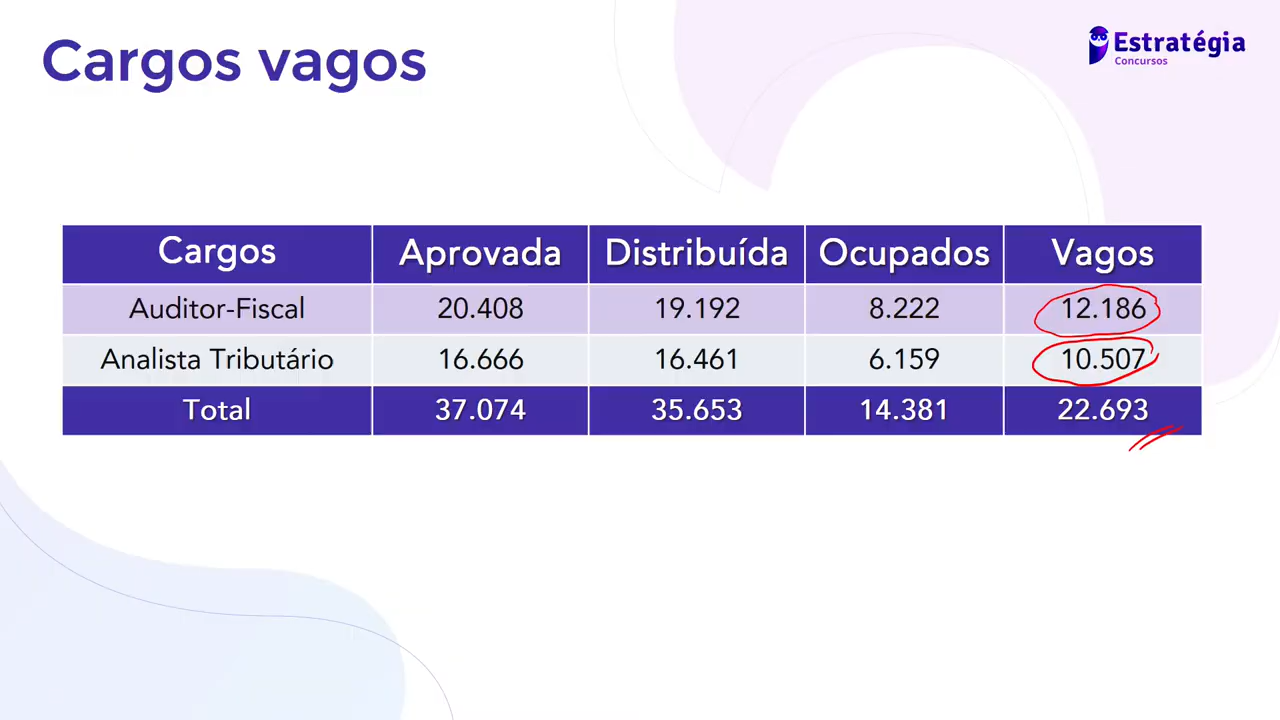 Cargos vagos
Estratégia
Concursos
Cargos Aprovada Distribuída Ocupados Vagos
Auditor-Fiscal 20.408 19.192 8.222 12.186
Analista Tributário 16.666 16.461 6.159 10.507
Total 37.074 35.653 14.381 22.693